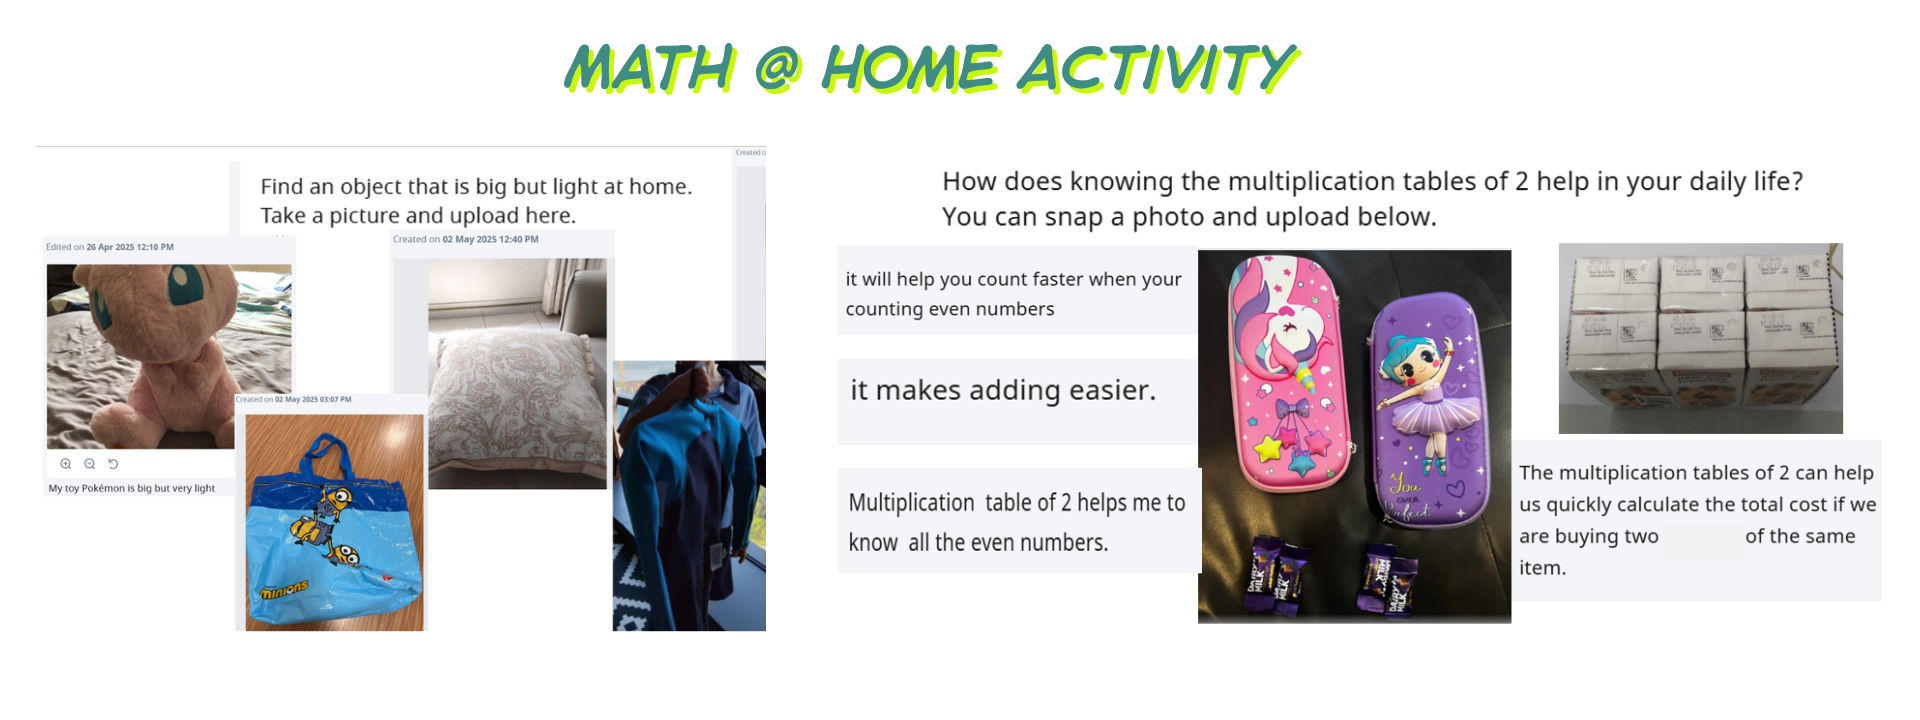 MATH @ HOME ACTIVITY
Created o
Find an object that is big but light at home.
Take a picture and upload here.
Edited on 26 Apr 2025 12:10 PM
Created on 02 May 2025 12:40 PM
My toy Pokémon is big but very light
Created on 02 May 2025 03:07 PM
minions
How does knowing the multiplication tables of 2 help in your daily life?
You can snap a photo and upload below.
it will help you count faster when your
counting even numbers
it makes adding easier.
Multiplication table of 2 helps me to
know all the even numbers.
You
Perfect
DAIRY
MILK
DAIRY
MILK
The multiplication tables of 2 can help
us quickly calculate the total cost if we
are buying two of the same
item.